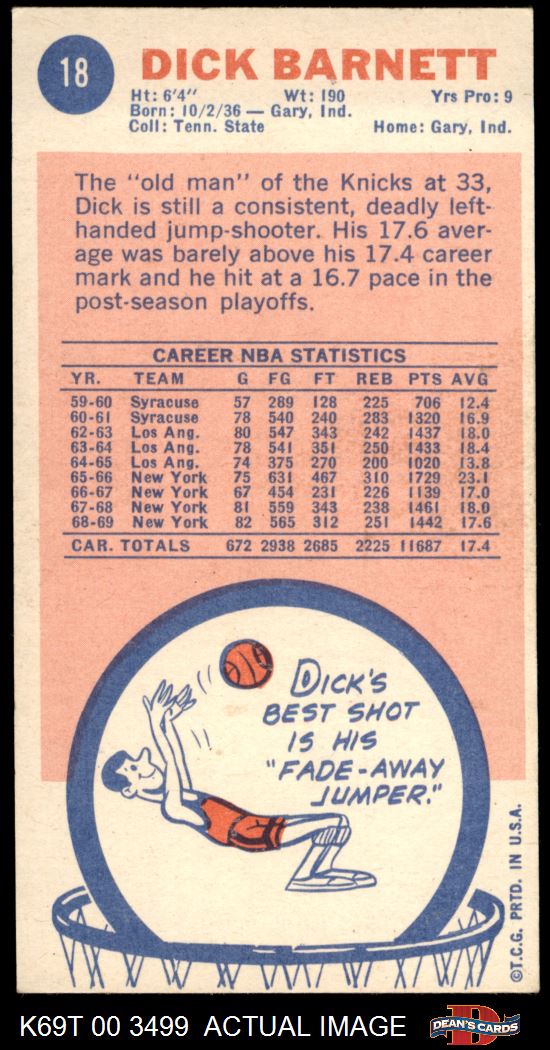 18
DICK BARNETT
Ht: 6'4" Wt: 190 Yrs Pro: 9
Born: 10/2/36 — Gary, Ind.
Coll: Tenn. State Home: Gary, Ind.
The "old man" of the Knicks at 33,
Dick is still a consistent, deadly left-
handed jump-shooter. His 17.6 aver-
age was barely above his 17.4 career
mark and he hit at a 16.7 pace in the
post-season playoffs.
CAREER NBA STATISTICS
YR. TEAM G FG FT REB PTS AVG
59-60 Syracuse 57 289 128 225 706 12.4
60-61 Syracuse 78 540 240 283 1320 16.9
62-63 Los Ang. 80 547 343 242 1437 18.0
63-64 Los Ang. 78 541 351 250 1433 18.4
64-65 Los Ang. 74 375 270 200 1020 13.8
65-66 New York 75 631 467 310 1729 23.1
66-67 New York 67 454 231 226 1139 17.0
67-68 New York 81 559 343 238 1461 18.0
68-69 New York 82 565 312 251 1442 17.6
CAR. TOTALS 672 2938 2685 2225 11687 17.4
DICK'S
BEST SHOT
IS HIS
"FADE-AWAY
JUMPER."
©T.C.G. PRTD. IN U.S.A.
K69T 00 3499 ACTUAL IMAGE
D
DEAN'S CARDS